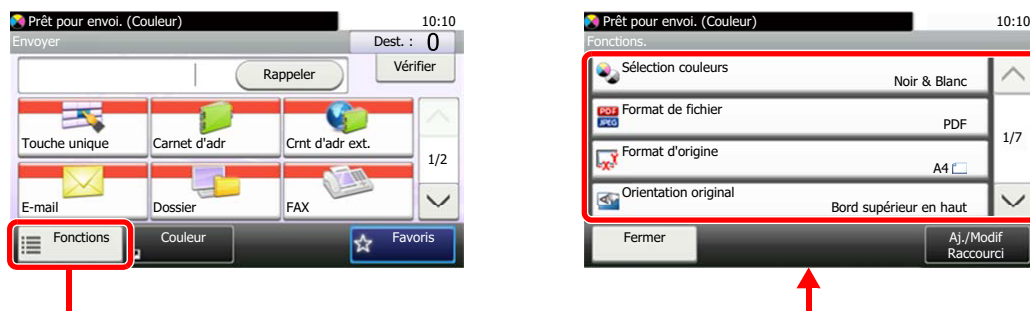 Prêt pour envoi. (Couleur) 10:10
Envoyer Dest. : 0
Rappeler Vérifier
Touche unique Carnet d'adr Crnt d'adr ext.
1/2
E-mail Dossier FAX
Fonctions Couleur Favoris
Prêt pour envoi. (Couleur) 10:10
Fonctions.
Sélection couleurs
Noir & Blanc
PDF JPEG Format de fichier
PDF
1/7
Format d'origine
A4
Orientation original
Bord supérieur en haut
Fermer Aj./Modif
Raccourci